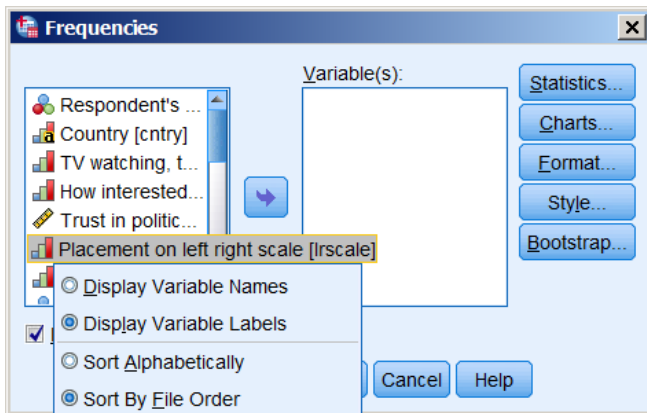 Frequencies
Variable(s):
Respondent's ...
Country [cntry]
TV watching, t...
How interested...
Trust in politic...
Placement on left right scale [lrscale]
Display Variable Names
Display Variable Labels
Sort Alphabetically
Sort By File Order
Statistics...
Charts...
Format...
Style...
Bootstrap...
Cancel
Help